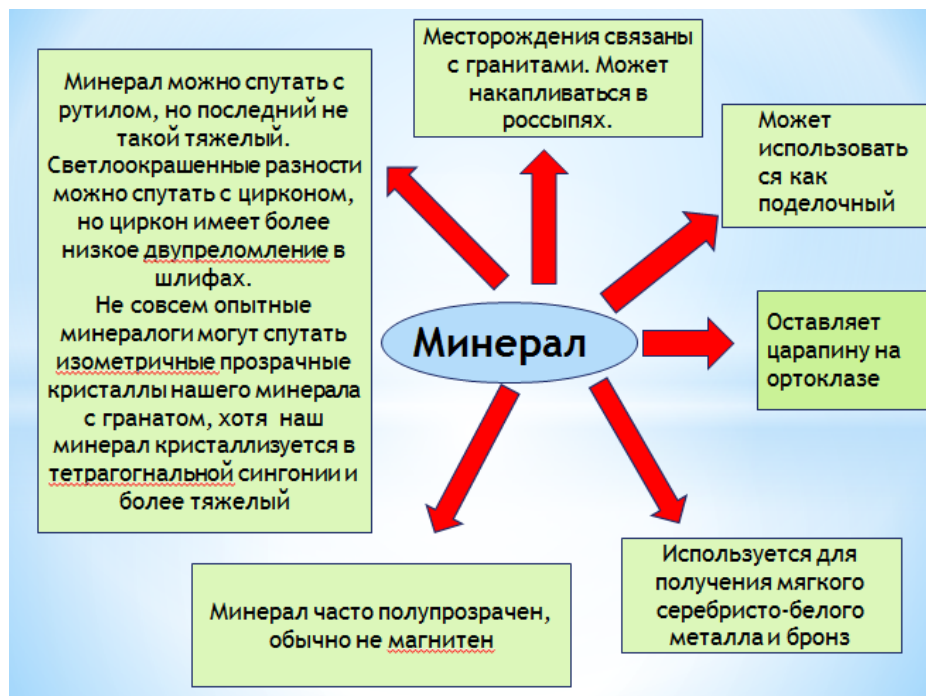 Минерал можно спутать с
рутилом, но последний не
такой тяжелый.
Светлоокрашенные разности
можно спутать с цирконом,
но циркон имеет более
низкое двупреломление в
шлифах.
Не совсем опытные
минералоги могут спутать
изометричные прозрачные
кристаллы нашего минерала
с гранатом, хотя наш
минерал кристаллизуется в
тетрагогнальной сингонии и
более тяжелый
Месторождения связаны
с гранитами. Может
накапливаться в
россыпях.
Может
использовать
ся как
поделочный
Минерал
Оставляет
царапину на
ортоклазе
Минерал часто полупрозрачен,
обычно не магнитен
Используется для
получения мягкого
серебристо-белого
металла и бронз